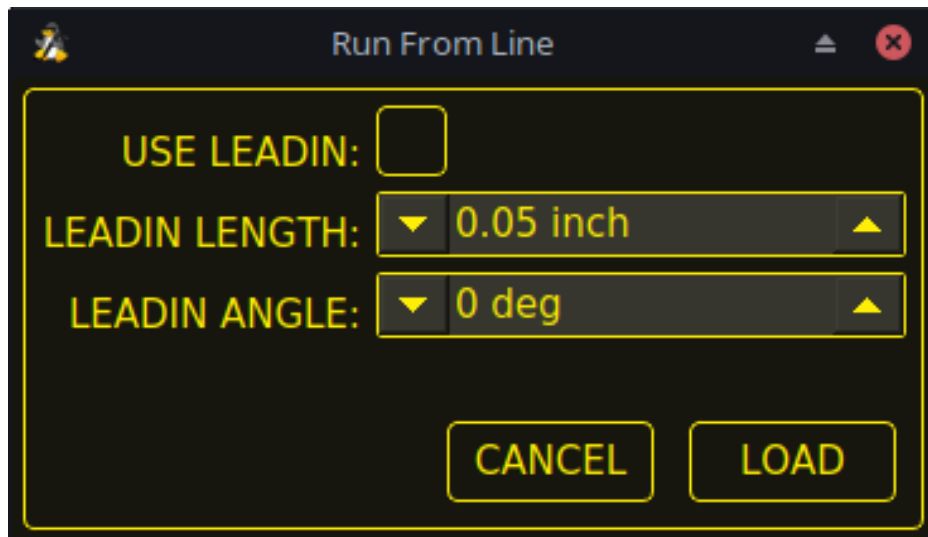 Run From Line
USE LEADIN:
LEADIN LENGTH: 0.05 inch
LEADIN ANGLE: 0 deg
CANCEL LOAD